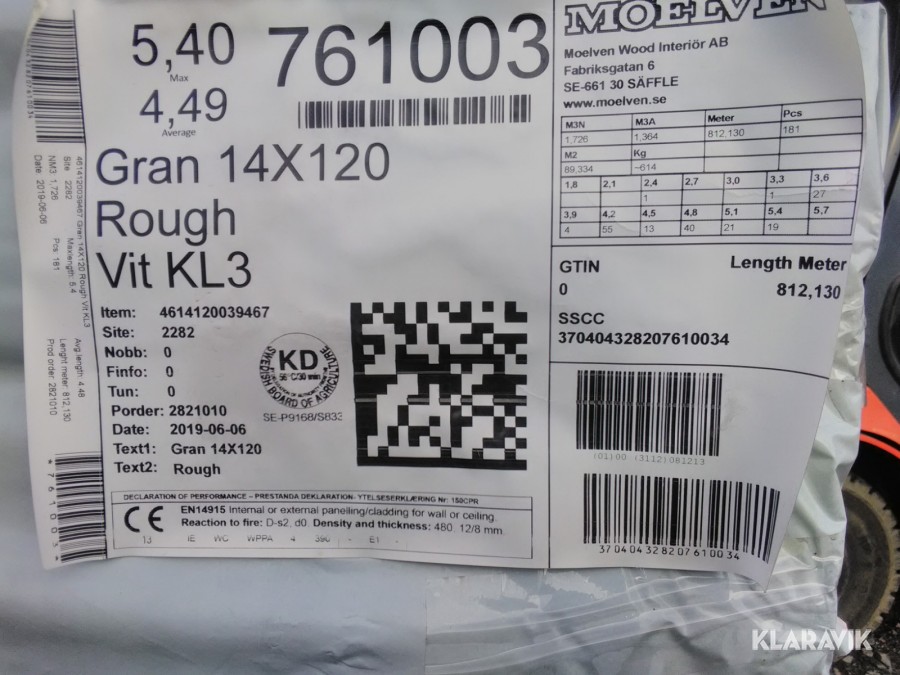 5,40
Max
4,49
Average
761003
Gran 14X120
Rough
Vit KL3
Item: 4614120039467
Site: 2282
Nobb: 0
Finfo: 0
Tun: 0
Porder: 2821010
Date: 2019-06-06
Text1: Gran 14X120
Text2: Rough
KD
56°C/30 min
SWEDISH BOARD OF AGRICULTURE
SE-P9168/S833
DECLARATION OF PERFORMANCE – PRESTANDA DEKLARATION- YTELSESERKLÆRING Nr: 158CPR
CE
EN14915 Internal or external panelling/cladding for wall or ceiling.
Reaction to fire: D-s2, d0. Density and thickness: 480, 12/8 mm
13 IE WC WPPA 4 390 - E1 -
MOELVEN
Moelven Wood Interiör AB
Fabriksgatan 6
SE-661 30 SÄFFLE
www.moelven.se
M3N M3A Meter Pcs
1,726 1,364 812,130 181
M2 Kg
89,334 ~614
1,8 2,1 2,4 2,7 3,0 3,3 3,6
1 1 27
3,9 4,2 4,5 4,8 5,1 5,4 5,7
4 55 13 40 21 19
GTIN Length Meter
0 812,130
SSCC
370404328207610034
(01)00 (3112)081213
370404328207610034
4614120039467 Gran 14X120 Rough Vit KL3
Site: 2282 Maxlength: 5.4 Avg length: 4.48
NM3: 1,726 Pcs: 181 Lenght meter: 812,130
Date: 2019-06-06 Prod order: 2821010
*761003*
KLARAVIK